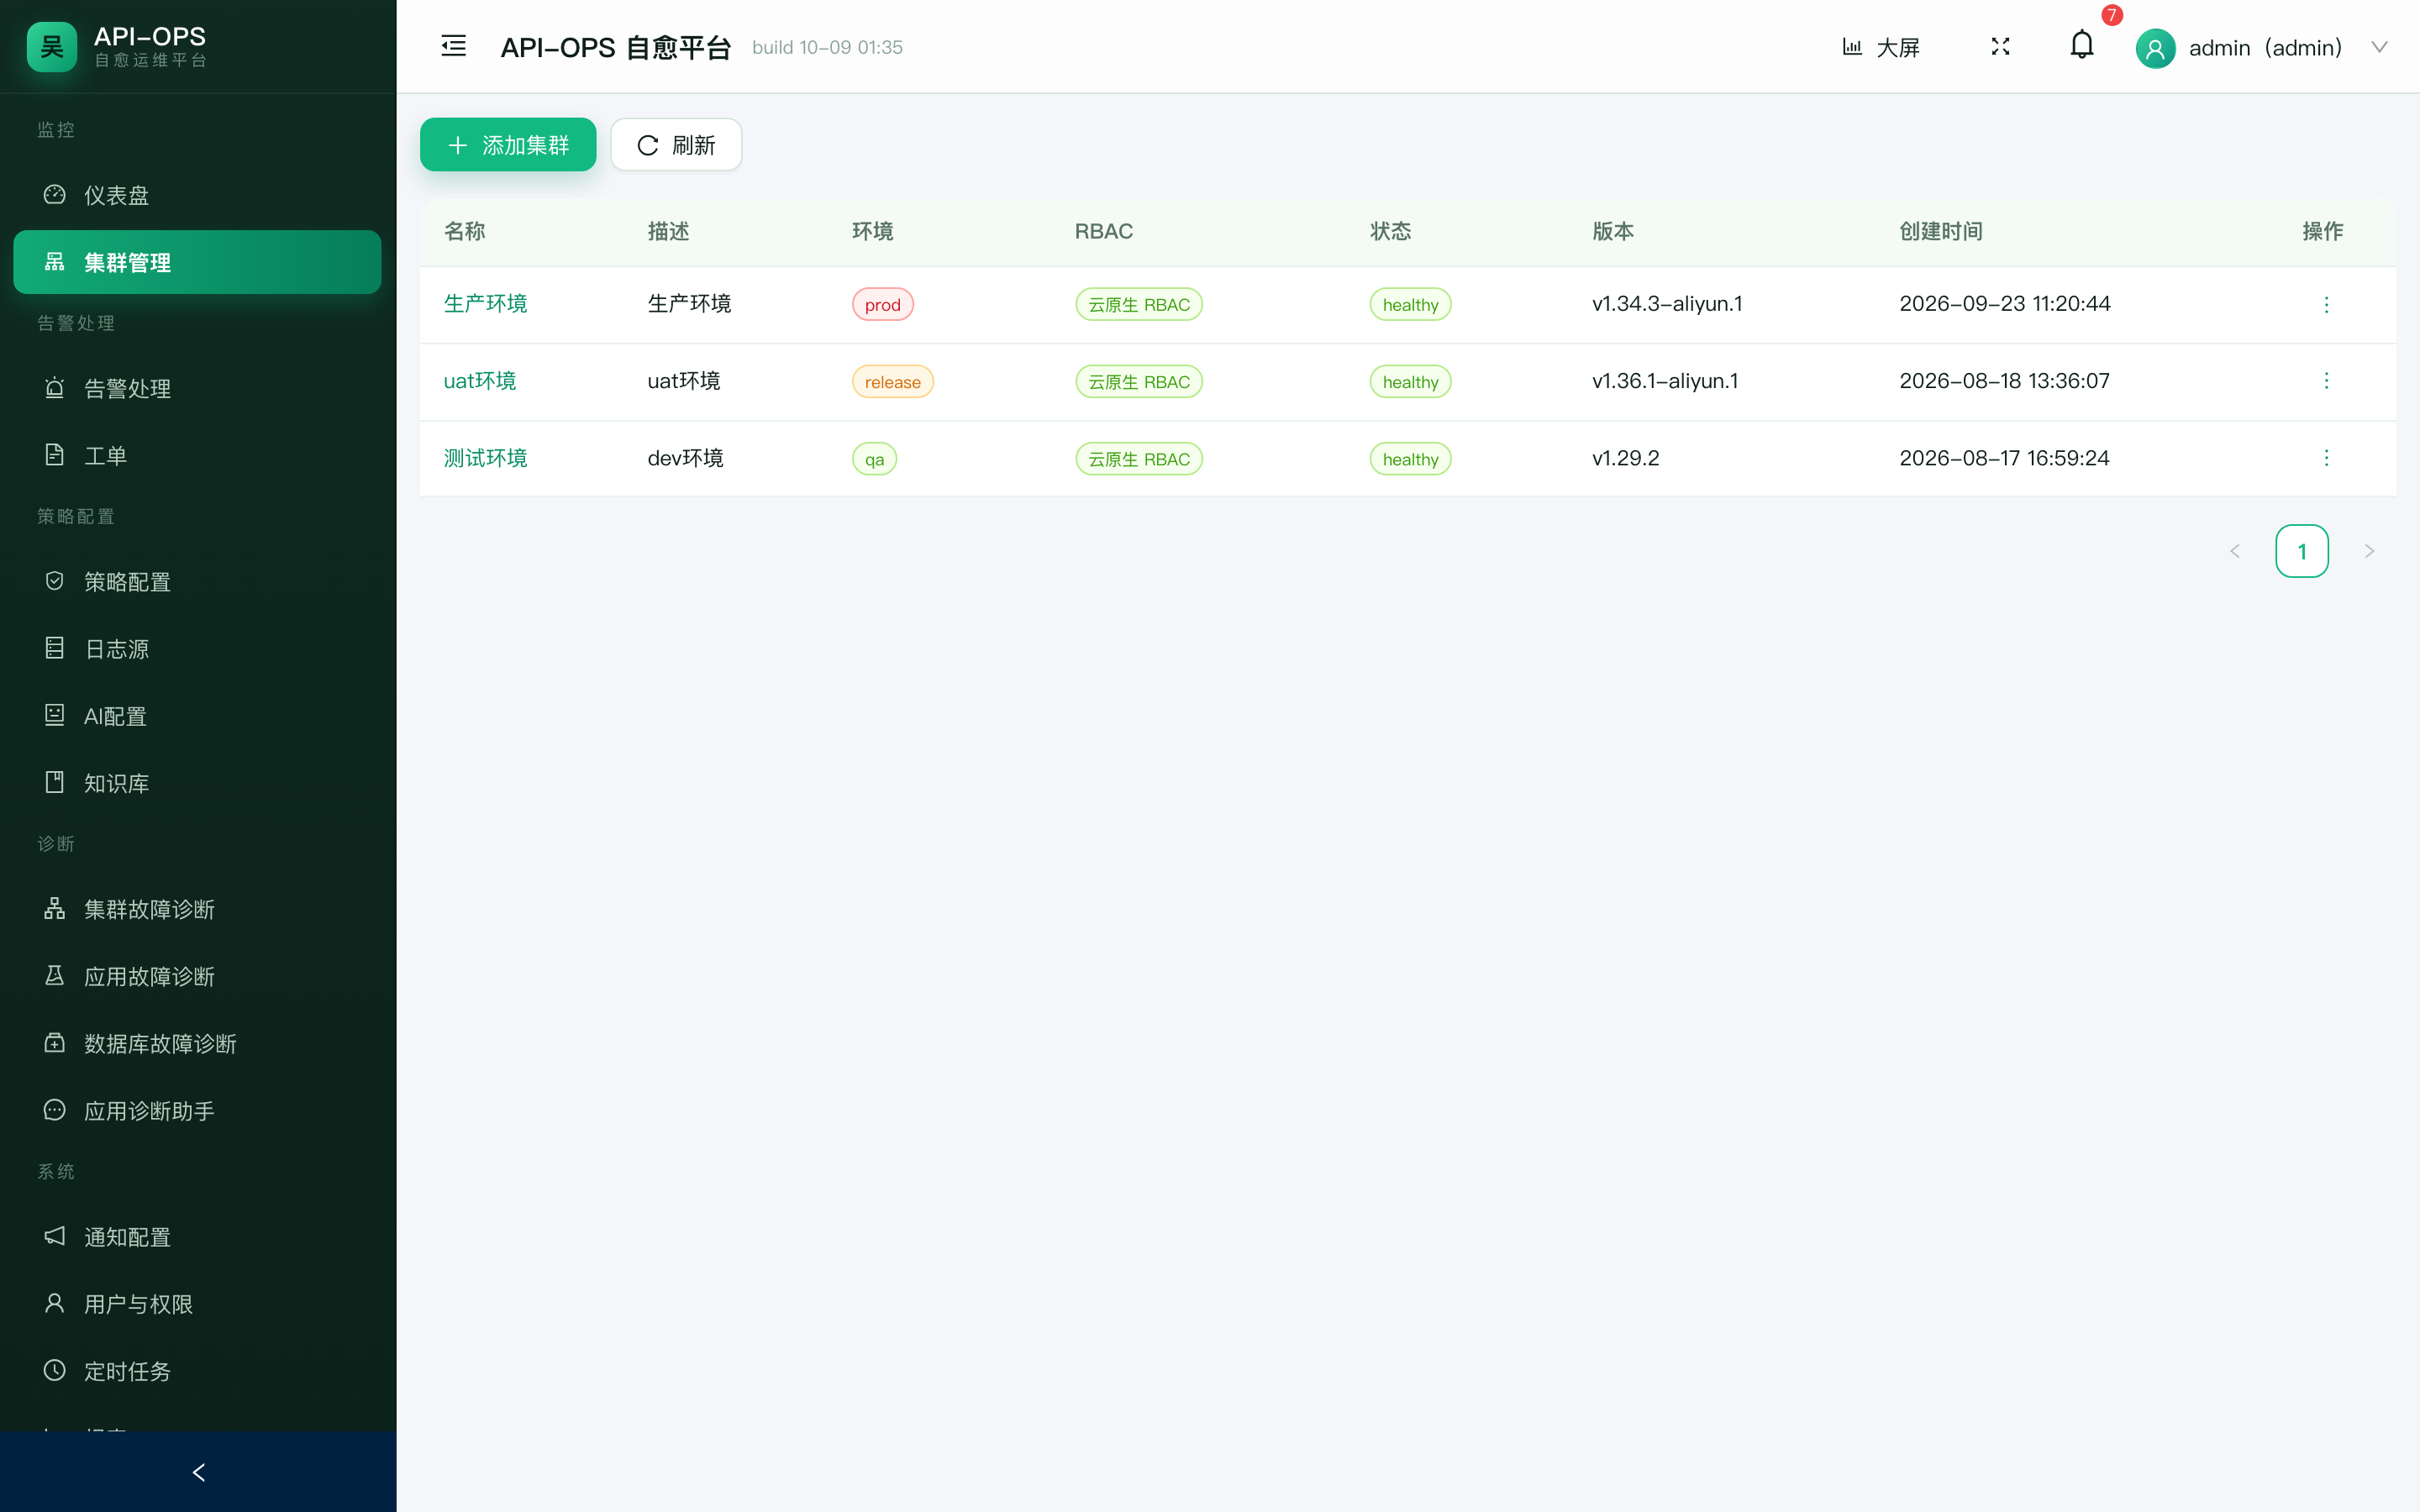 吴
API-OPS
自愈运维平台
监控
仪表盘
集群管理
告警处理
告警处理
工单
策略配置
策略配置
日志源
AI配置
知识库
诊断
集群故障诊断
应用故障诊断
数据库故障诊断
应用诊断助手
系统
通知配置
用户与权限
定时任务
API-OPS 自愈平台 build 10-09 01:35
大屏
7
admin（admin）
添加集群
刷新
名称 描述 环境 RBAC 状态 版本 创建时间 操作
生产环境 生产环境 prod 云原生 RBAC healthy v1.34.3-aliyun.1 2026-09-23 11:20:44
uat环境 uat环境 release 云原生 RBAC healthy v1.36.1-aliyun.1 2026-08-18 13:36:07
测试环境 dev环境 qa 云原生 RBAC healthy v1.29.2 2026-08-17 16:59:24
1